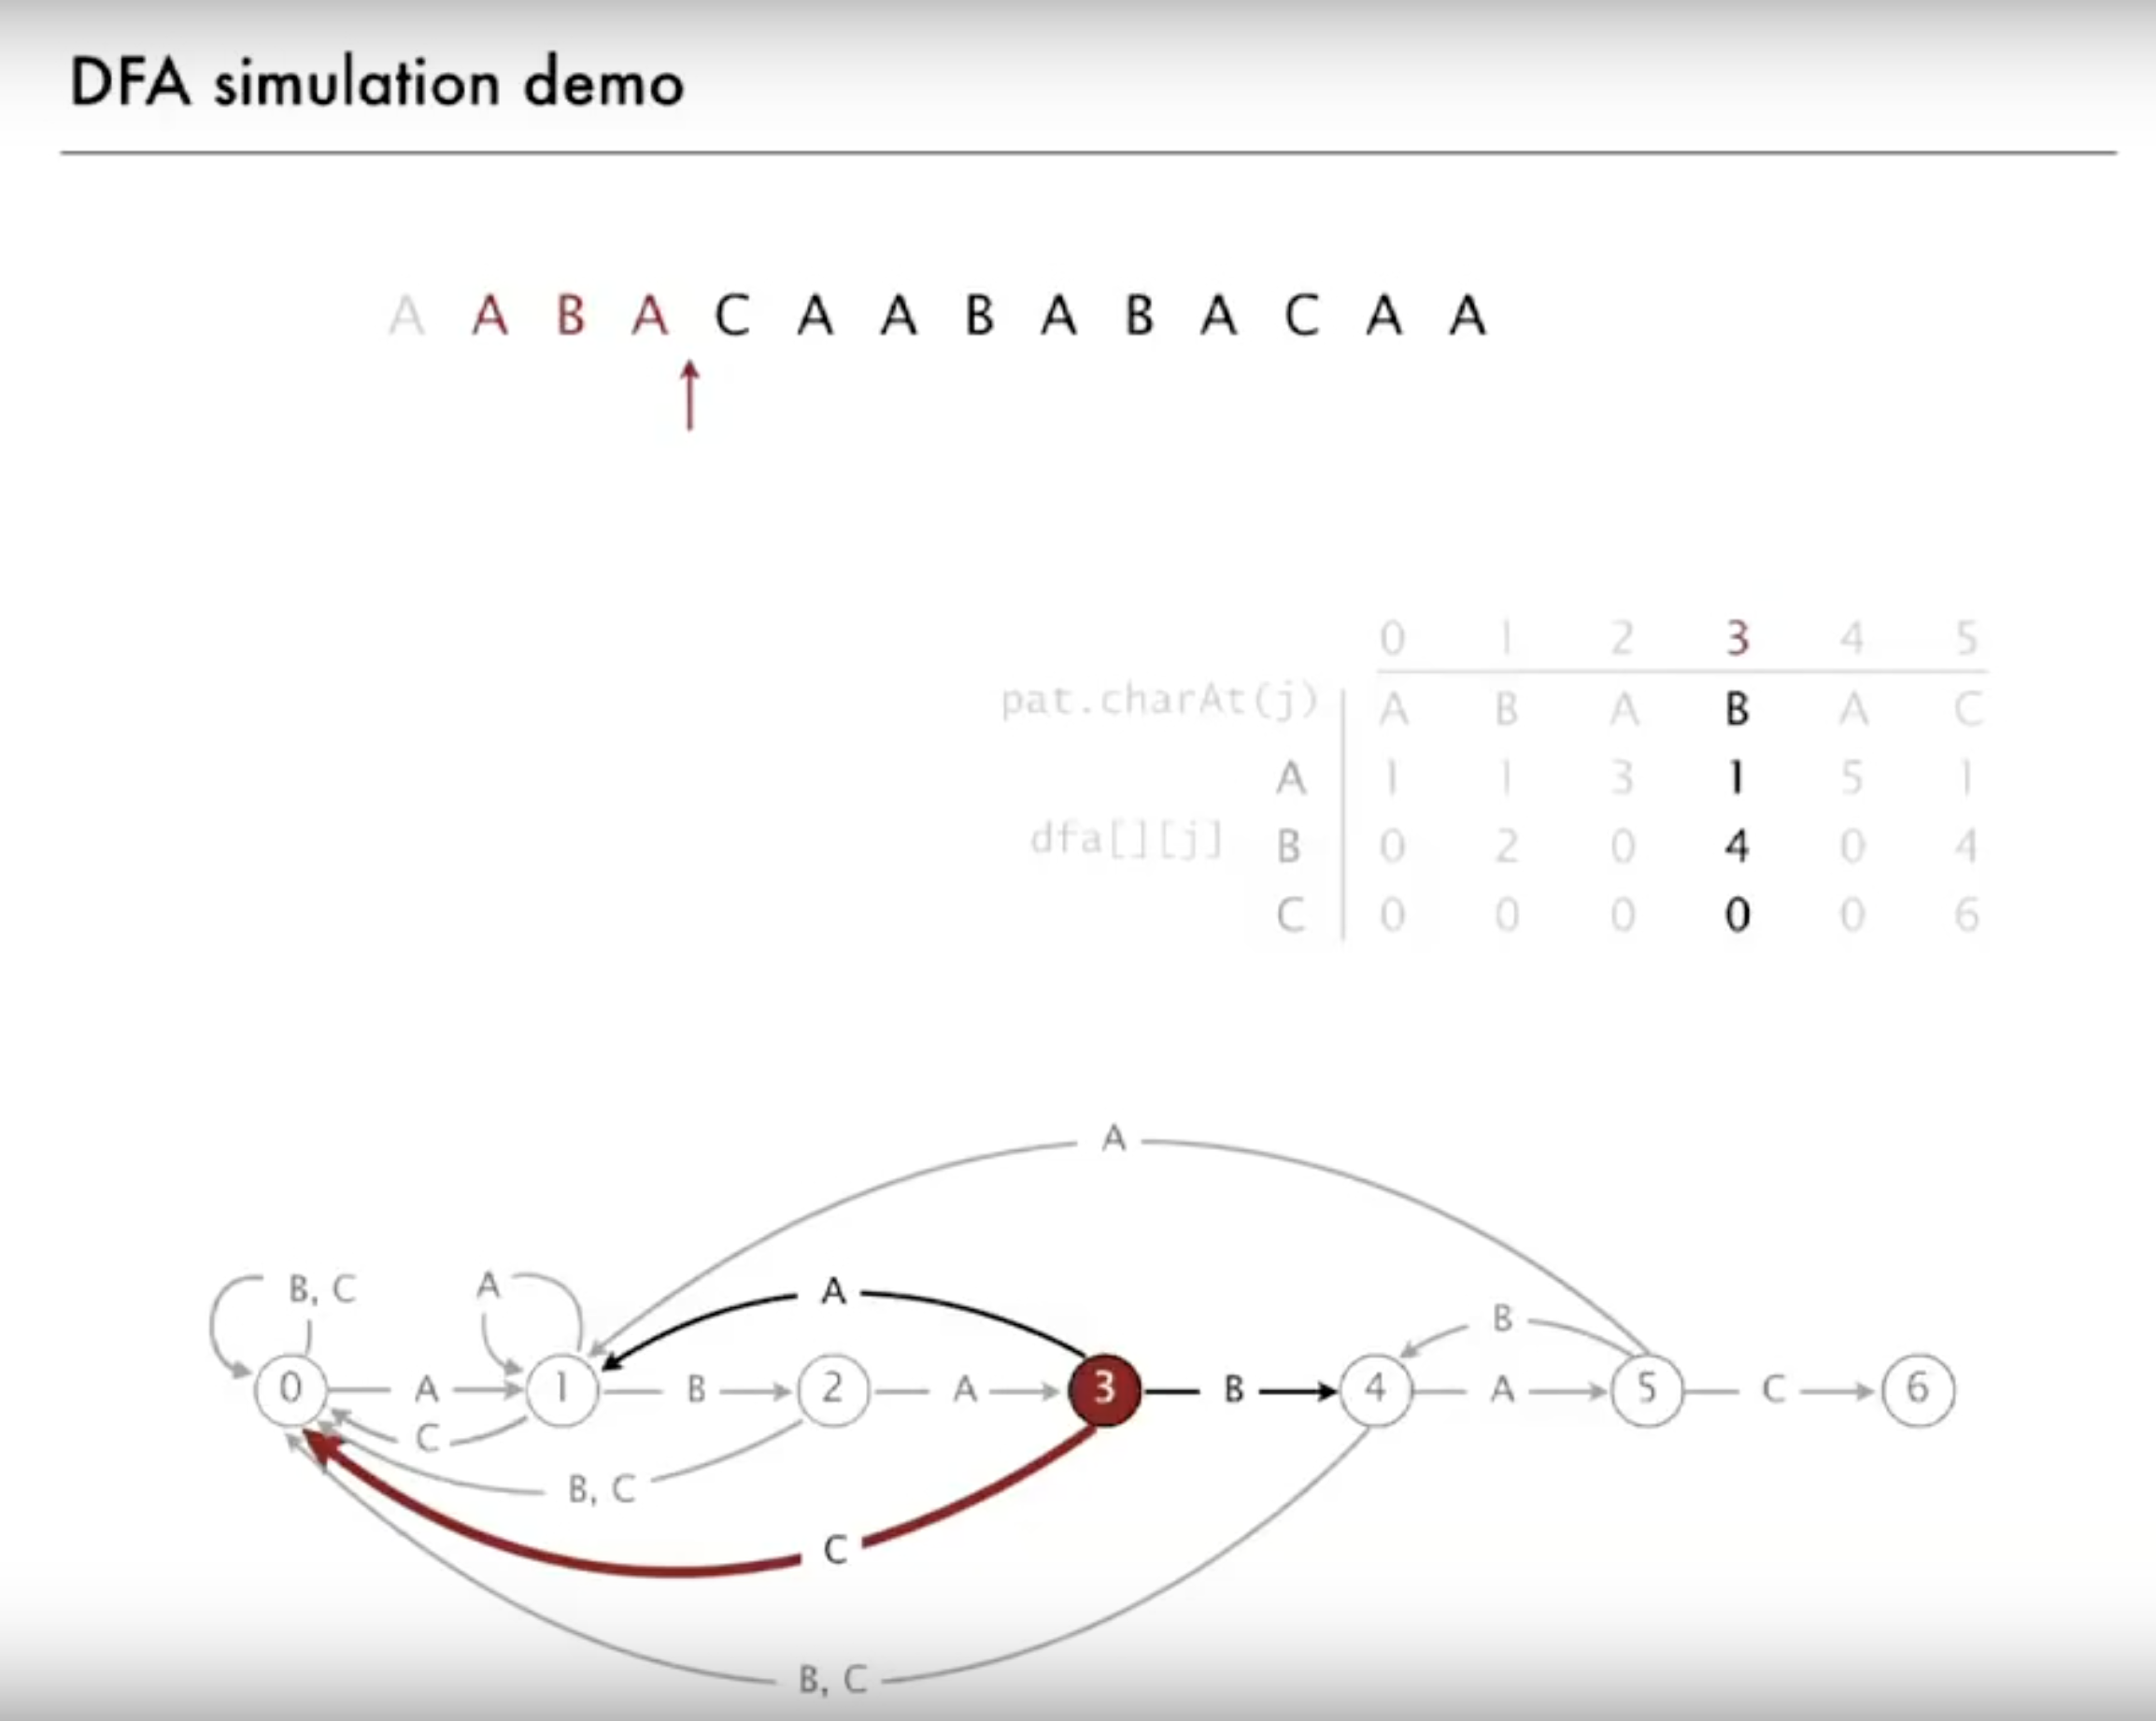 DFA simulation demo
A A B A C A A B A B A C A A
0 1 2 3 4 5
pat.charAt(j) A B A B A C
A 1 1 3 1 5 1
dfa[][j] B 0 2 0 4 0 4
C 0 0 0 0 0 6
A
B, C A A B
0 A 1 B 2 A 3 B 4 A 5 C 6
C
B, C
C
B, C